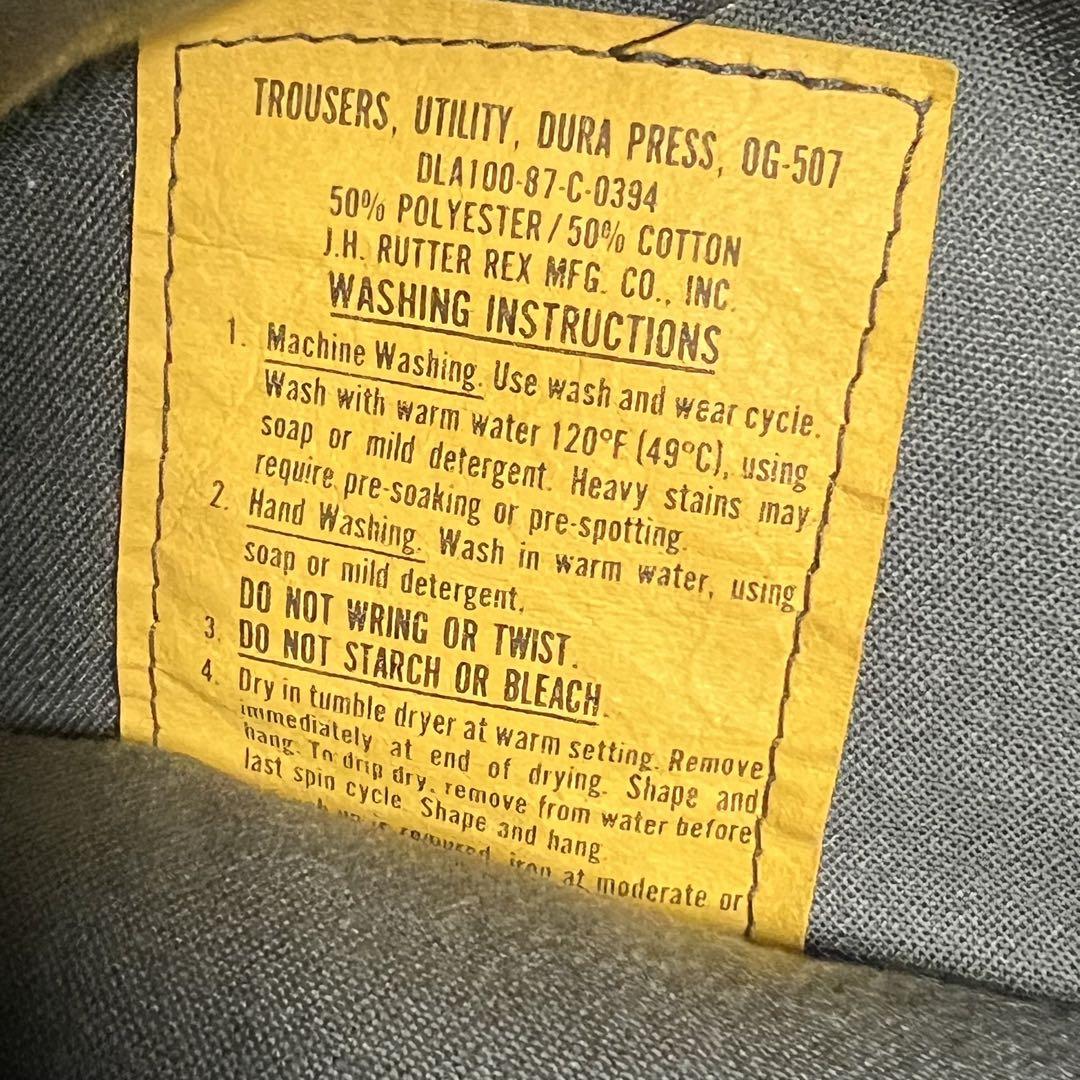 TROUSERS, UTILITY, DURA PRESS, OG-507
DLA100-87-C-0394
50% POLYESTER / 50% COTTON
J.H. RUTTER REX MFG. CO., INC.
WASHING INSTRUCTIONS
1. Machine Washing. Use wash and wear cycle.
Wash with warm water 120°F (49°C), using
soap or mild detergent. Heavy stains may
require pre-soaking or pre-spotting.
2. Hand Washing. Wash in warm water, using
soap or mild detergent.
DO NOT WRING OR TWIST.
3. DO NOT STARCH OR BLEACH.
4. Dry in tumble dryer at warm setting. Remove
immediately at end of drying. Shape and
hang. To drip dry, remove from water before
last spin cycle. Shape and hang.
iron at moderate or